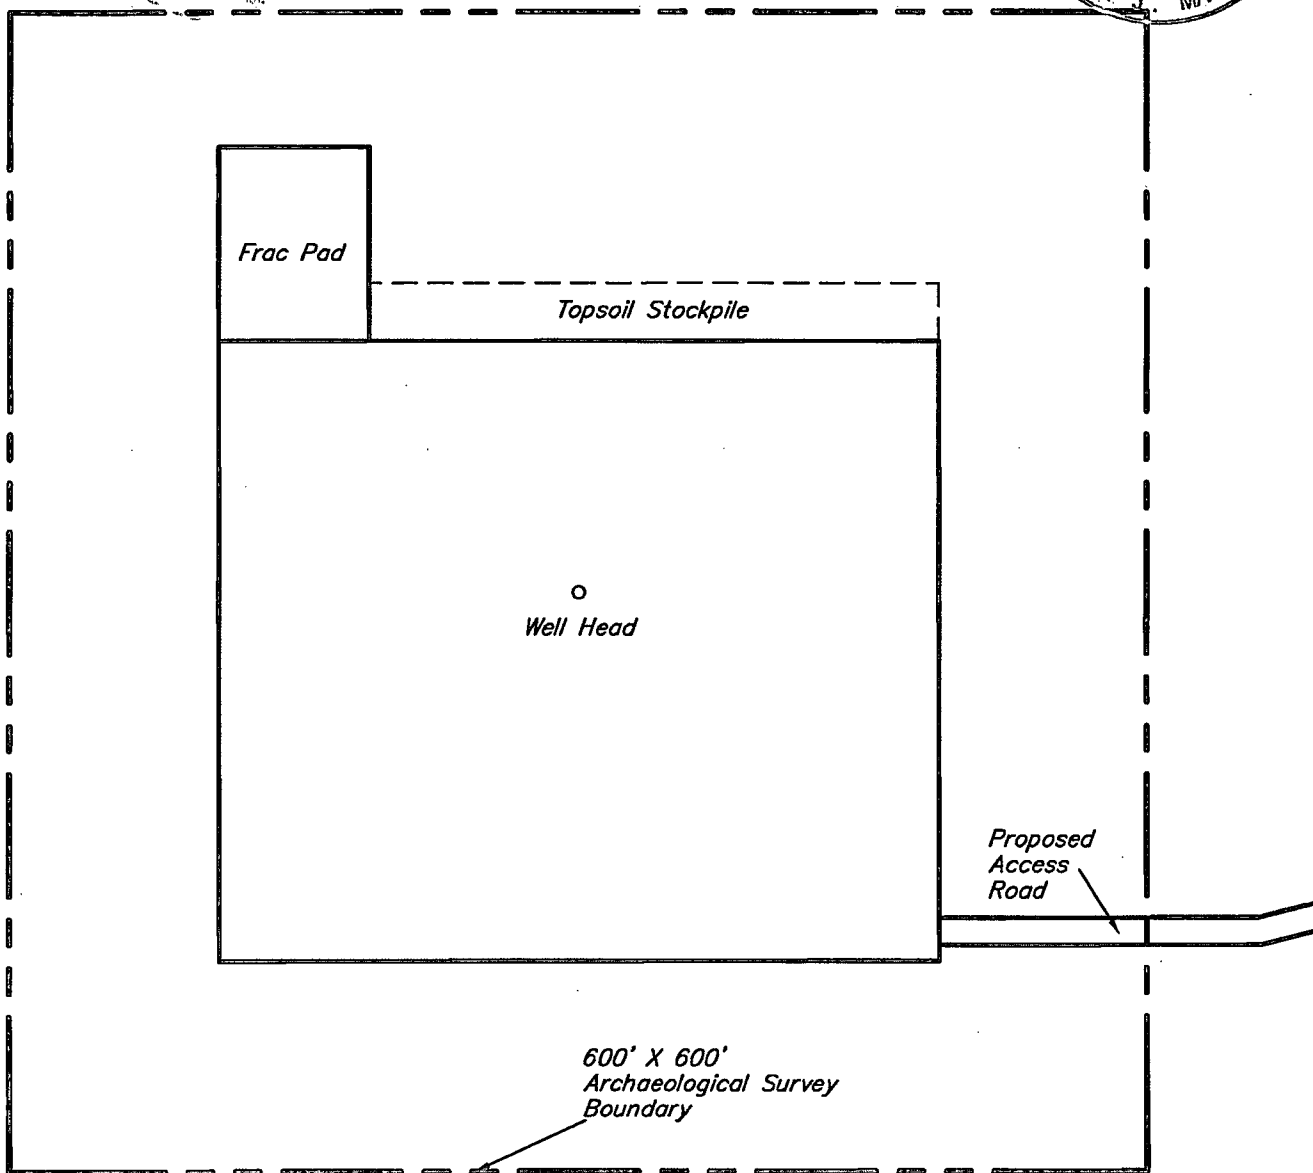 Frac Pad
Topsoil Stockpile
Well Head
Proposed
Access
Road
600' X 600'
Archaeological Survey
Boundary